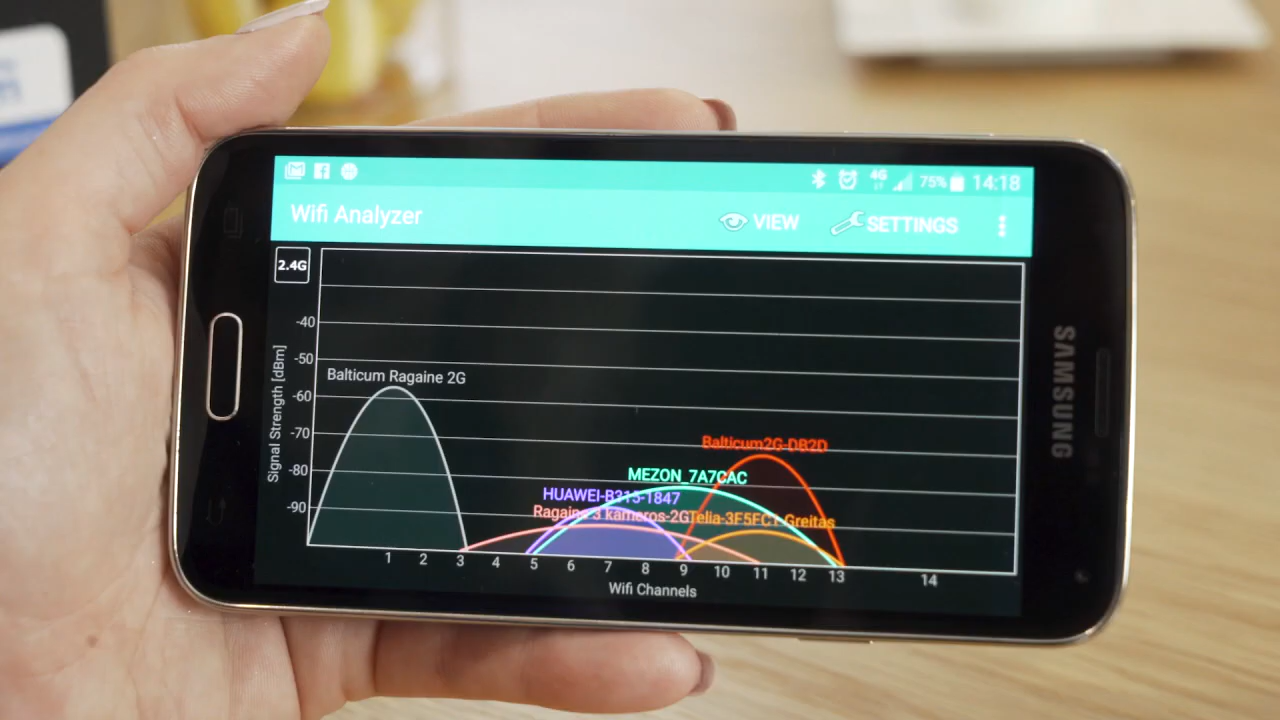 4G 75% 14:18
Wifi Analyzer VIEW SETTINGS
2.4G
-40
-50
-60
-70
-80
-90
Signal Strength [dBm]
Balticum Ragaine 2G
Balticum2G-DB2D
MEZON_7A7CAC
HUAWEI-B315-1847
Ragaine 3 kameros-2G
Telia-3F5FC1-Greitas
1 2 3 4 5 6 7 8 9 10 11 12 13 14
Wifi Channels
SAMSUNG